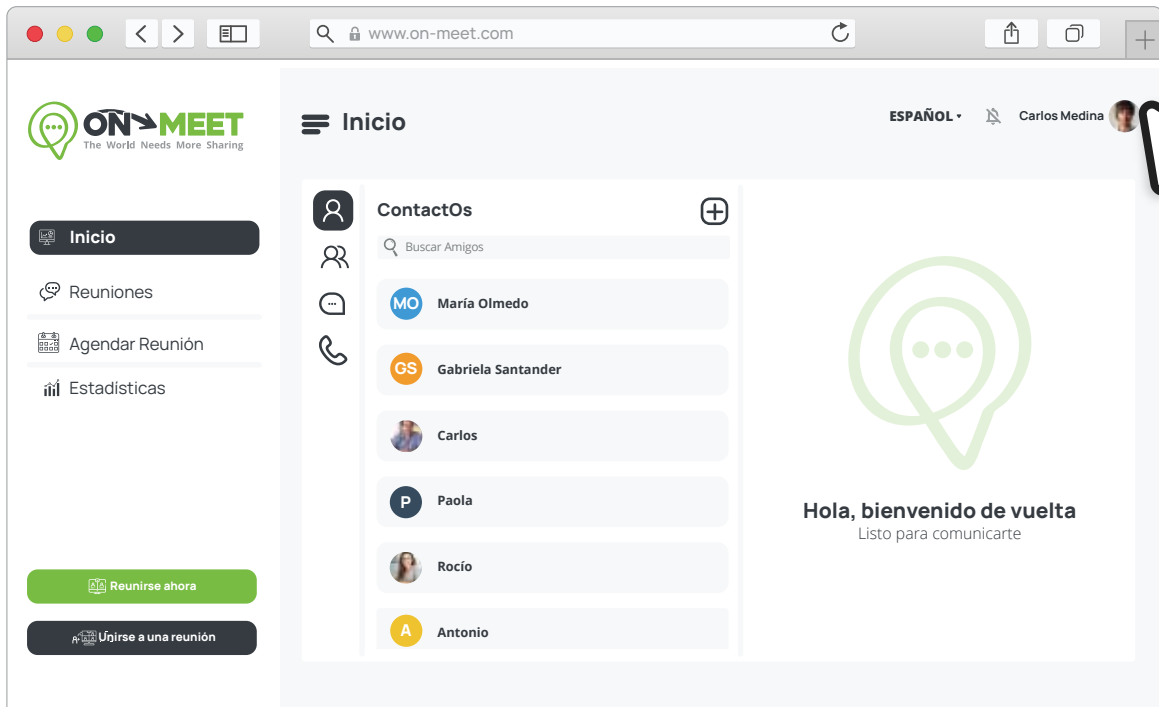 www.on-meet.com
ON MEET
The World Needs More Sharing
Inicio
Reuniones
Agendar Reunión
Estadísticas
Reunirse ahora
Unirse a una reunión
Inicio
ESPAÑOL
Carlos Medina
ContactOs
Buscar Amigos
MO María Olmedo
GS Gabriela Santander
Carlos
P Paola
Rocío
A Antonio
Hola, bienvenido de vuelta
Listo para comunicarte